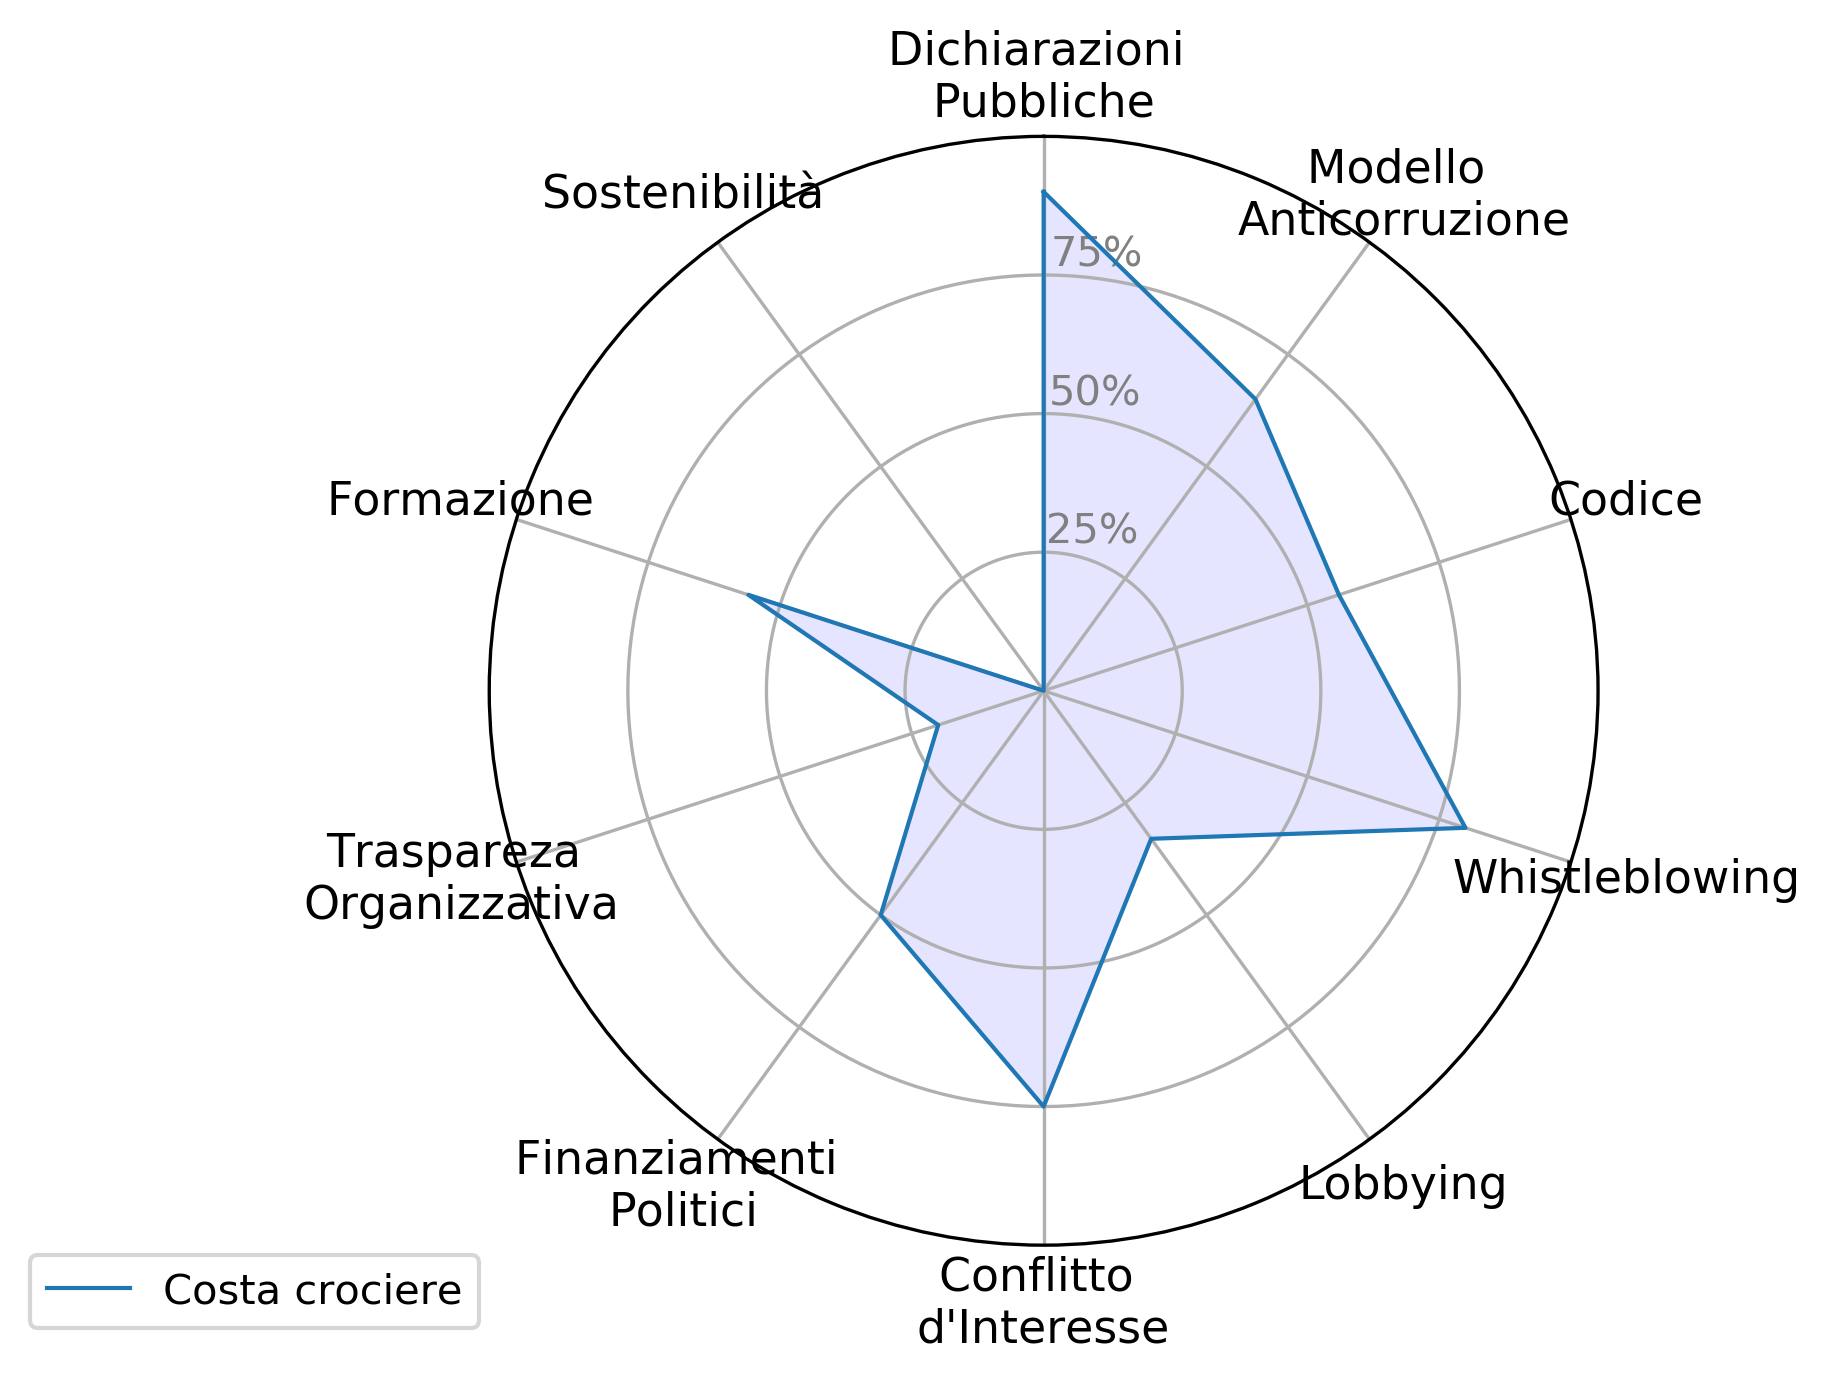 Dichiarazioni
Pubbliche
Modello
Anticorruzione
Sostenibilità
75%
50%
Formazione
Codice
25%
Traspareza
Organizzativa
Whistleblowing
Finanziamenti
Politici
Lobbying
Conflitto
d'Interesse
Costa crociere